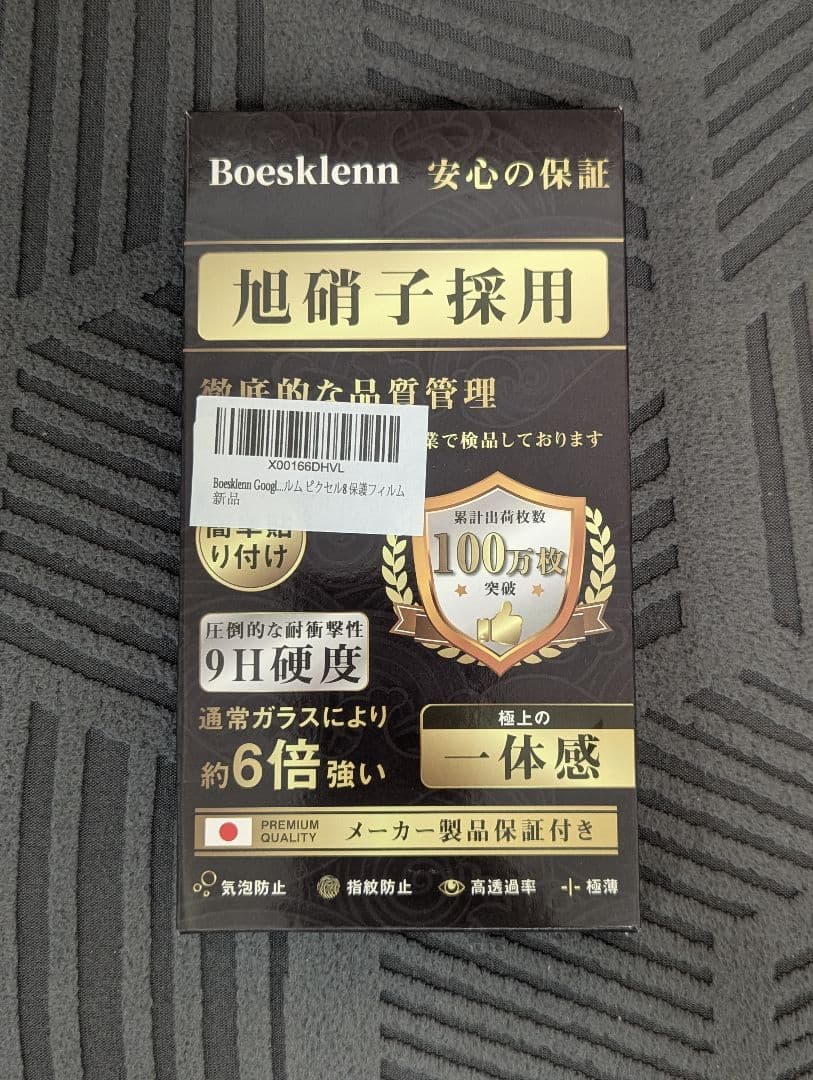 Boesklenn 安心の保証
旭硝子採用
徹底的な品質管理
業で検品しております
X00166DHVL
Boesklenn Googl...ルム ピクセル8 保護フィルム
新品
簡単貼
り付け
累計出荷枚数
100万枚
突破
圧倒的な耐衝撃性
9H硬度
通常ガラスにより
約6倍強い
極上の
一体感
PREMIUM
QUALITY
メーカー製品保証付き
気泡防止 指紋防止 高透過率 極薄